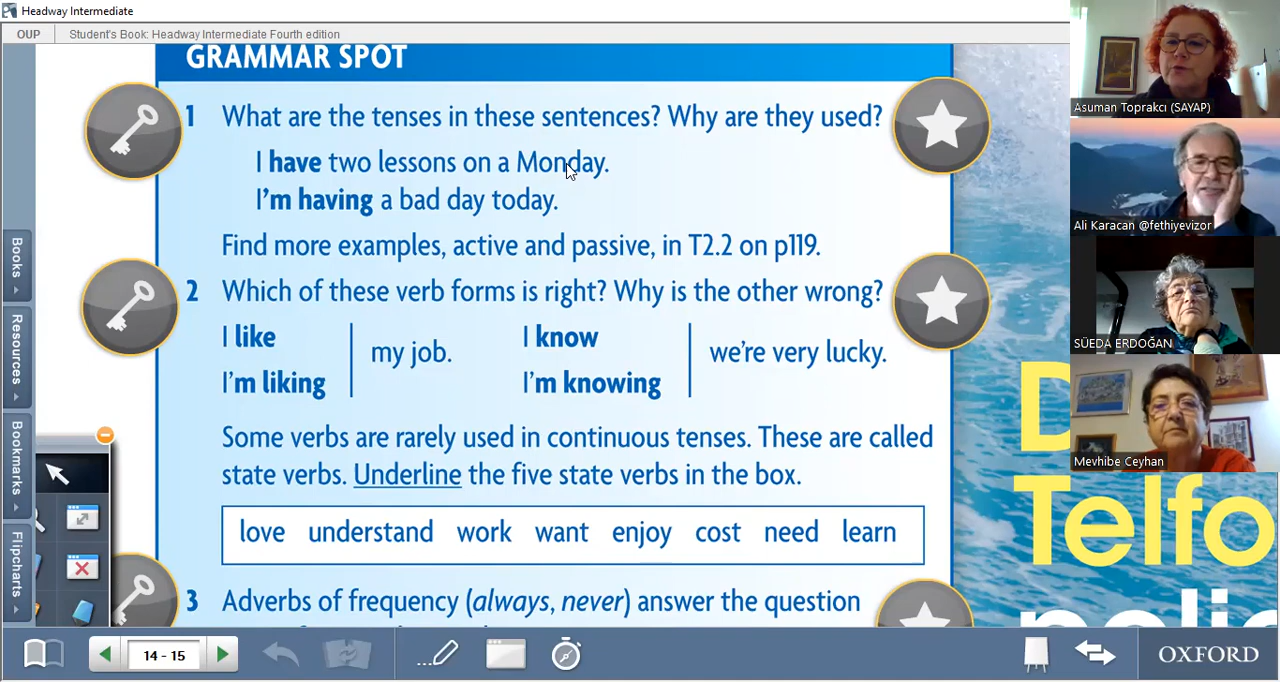 Headway Intermediate
OUP
Student's Book: Headway Intermediate Fourth edition
GRAMMAR SPOT
1 What are the tenses in these sentences? Why are they used?
I have two lessons on a Monday.
I'm having a bad day today.
Find more examples, active and passive, in T2.2 on p119.
2 Which of these verb forms is right? Why is the other wrong?
I like
I'm liking
my job.
I know
I'm knowing
we're very lucky.
Some verbs are rarely used in continuous tenses. These are called
state verbs. Underline the five state verbs in the box.
love understand work want enjoy cost need learn
3 Adverbs of frequency (always, never) answer the question
Books
Resources
Bookmarks
Flipcharts
D
Telfo
14 - 15
OXFORD
Asuman Toprakcı (SAYAP)
Ali Karacan @fethiyevizor
SÜEDA ERDOĞAN
Mevhibe Ceyhan